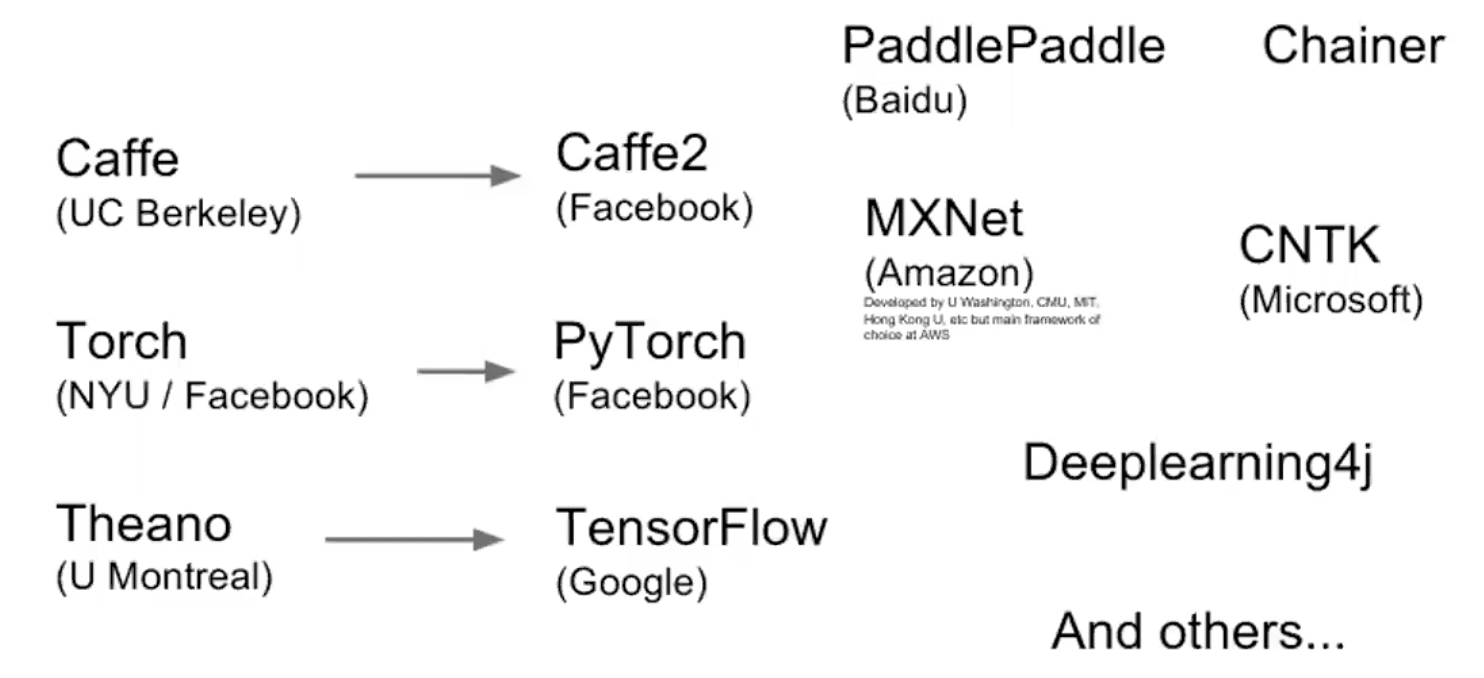 PaddlePaddle
(Baidu)
Chainer
Caffe
(UC Berkeley)
Caffe2
(Facebook)
MXNet
(Amazon)
Developed by U Washington, CMU, MIT,
Hong Kong U, etc but main framework of
choice at AWS
CNTK
(Microsoft)
Torch
(NYU / Facebook)
PyTorch
(Facebook)
Deeplearning4j
Theano
(U Montreal)
TensorFlow
(Google)
And others...